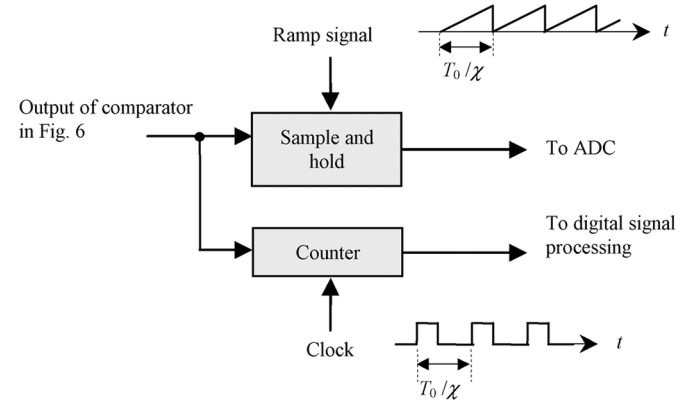 Ramp signal
t
T₀/χ
Output of comparator
in Fig. 6
Sample and
hold
To ADC
To digital signal
processing
Counter
Clock
t
T₀/χ